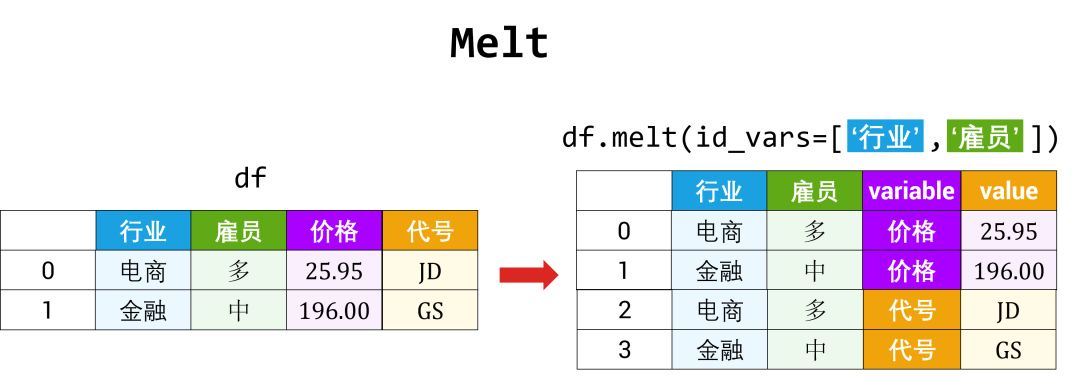 Melt
df.melt(id_vars=[‘行业’,‘雇员’])
df
行业 雇员 variable value
0 电商 多 价格 25.95
1 金融 中 价格 196.00
2 电商 多 代号 JD
3 金融 中 代号 GS
行业 雇员 价格 代号
0 电商 多 25.95 JD
1 金融 中 196.00 GS